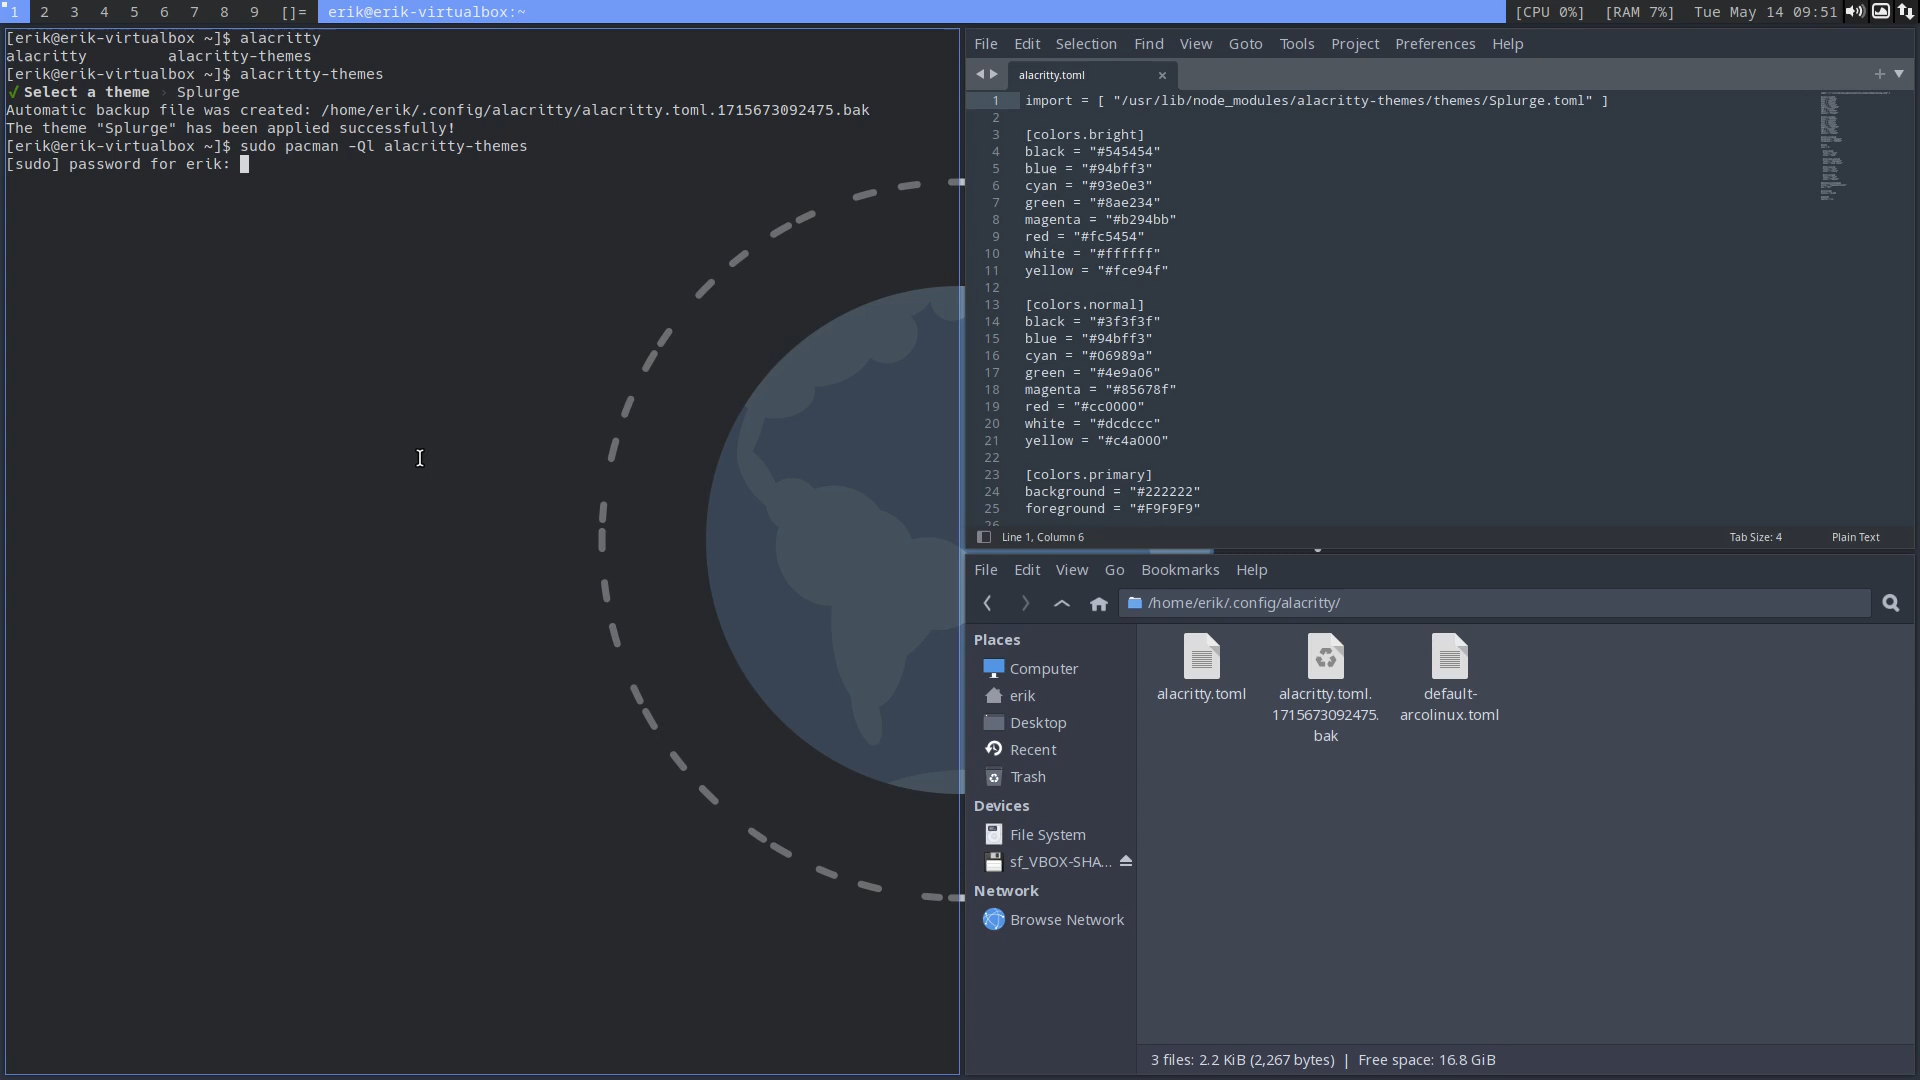 1 2 3 4 5 6 7 8 9 []= erik@erik-virtualbox:~ [CPU 0%] [RAM 7%] Tue May 14 09:51
[erik@erik-virtualbox ~]$ alacritty
alacritty alacritty-themes
[erik@erik-virtualbox ~]$ alacritty-themes
✓ Select a theme › Splurge
Automatic backup file was created: /home/erik/.config/alacritty/alacritty.toml.1715673092475.bak
The theme "Splurge" has been applied successfully!
[erik@erik-virtualbox ~]$ sudo pacman -Ql alacritty-themes
[sudo] password for erik:
File Edit Selection Find View Goto Tools Project Preferences Help
alacritty.toml
1 import = [ "/usr/lib/node_modules/alacritty-themes/themes/Splurge.toml" ]
2
3 [colors.bright]
4 black = "#545454"
5 blue = "#94bff3"
6 cyan = "#93e0e3"
7 green = "#8ae234"
8 magenta = "#b294bb"
9 red = "#fc5454"
10 white = "#ffffff"
11 yellow = "#fce94f"
12
13 [colors.normal]
14 black = "#3f3f3f"
15 blue = "#94bff3"
16 cyan = "#06989a"
17 green = "#4e9a06"
18 magenta = "#85678f"
19 red = "#cc0000"
20 white = "#dcdccc"
21 yellow = "#c4a000"
22
23 [colors.primary]
24 background = "#222222"
25 foreground = "#F9F9F9"
26
Line 1, Column 6 Tab Size: 4 Plain Text
File Edit View Go Bookmarks Help
/home/erik/.config/alacritty/
Places
Computer
erik
Desktop
Recent
Trash
Devices
File System
sf_VBOX-SHA...
Network
Browse Network
alacritty.toml
alacritty.toml.
1715673092475.
bak
default-
arcolinux.toml
3 files: 2.2 KiB (2,267 bytes) | Free space: 16.8 GiB